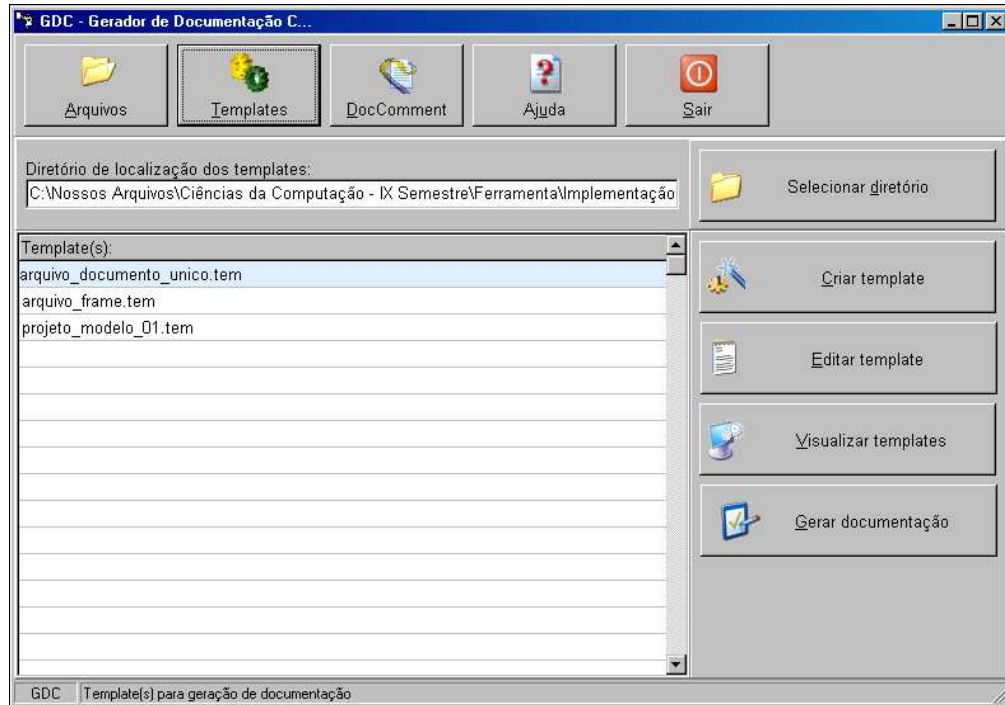 GDC - Gerador de Documentação C...
Arquivos
Templates
DocComment
Ajuda
Sair
Diretório de localização dos templates:
C:\Nossos Arquivos\Ciências da Computação - IX Semestre\Ferramenta\Implementação
Selecionar diretório
Template(s):
arquivo_documento_unico.tem
arquivo_frame.tem
projeto_modelo_01.tem
Criar template
Editar template
Visualizar templates
Gerar documentação
GDC Template(s) para geração de documentação